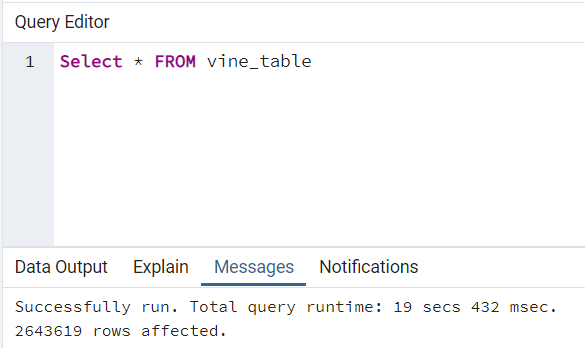 Query Editor
1 Select * FROM vine_table
Data Output Explain Messages Notifications
Successfully run. Total query runtime: 19 secs 432 msec.
2643619 rows affected.